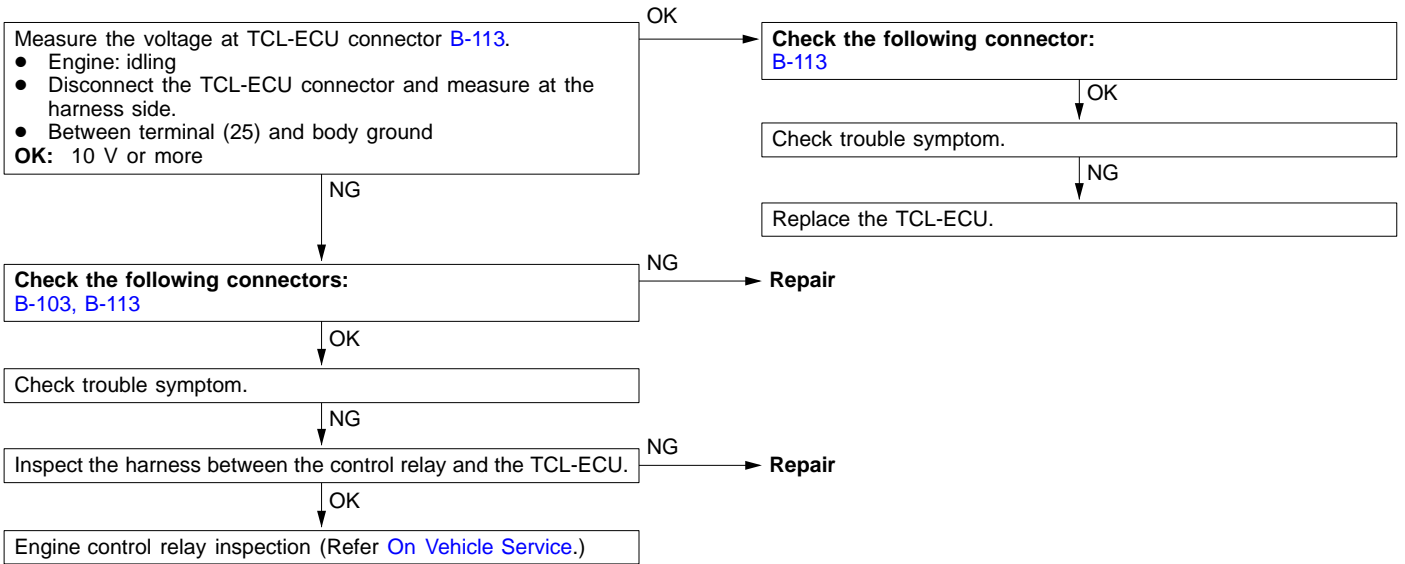 Measure the voltage at TCL-ECU connector B-113.
● Engine: idling
● Disconnect the TCL-ECU connector and measure at the
harness side.
● Between terminal (25) and body ground
OK: 10 V or more
OK
Check the following connector:
B-113
OK
Check trouble symptom.
NG
Replace the TCL-ECU.
NG
Check the following connectors:
B-103, B-113
NG
Repair
OK
Check trouble symptom.
NG
Inspect the harness between the control relay and the TCL-ECU.
NG
Repair
OK
Engine control relay inspection (Refer On Vehicle Service.)